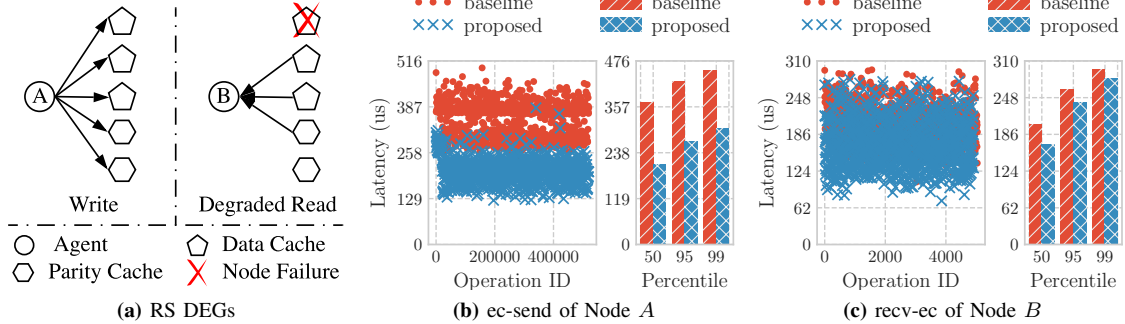 A
B
Write
Degraded Read
Agent
Data Cache
Parity Cache
Node Failure
(a) RS DEGs
baseline
baseline
proposed
proposed
Latency (us)
516
387
258
129
0
0
200000
400000
Operation ID
476
357
238
119
0
50
95
99
Percentile
(b) ec-send of Node A
baseline
baseline
proposed
proposed
Latency (us)
310
248
186
124
62
0
0
2000
4000
Operation ID
310
248
186
124
62
0
50
95
99
Percentile
(c) recv-ec of Node B